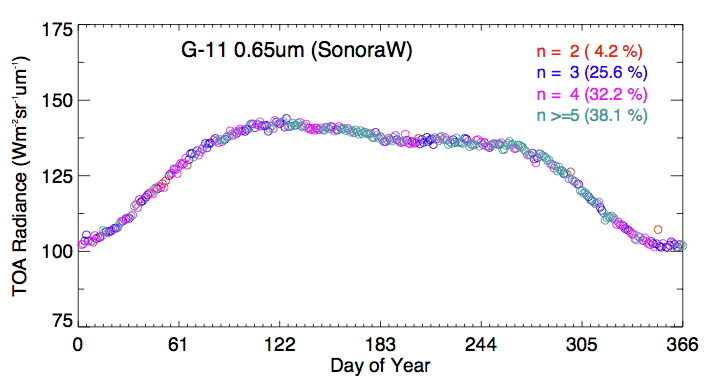 G-11 0.65um (SonoraW)
n = 2 ( 4.2 %)
n = 3 (25.6 %)
n = 4 (32.2 %)
n >=5 (38.1 %)
TOA Radiance (Wm⁻²sr⁻¹um⁻¹)
175
150
125
100
75
0 61 122 183 244 305 366
Day of Year